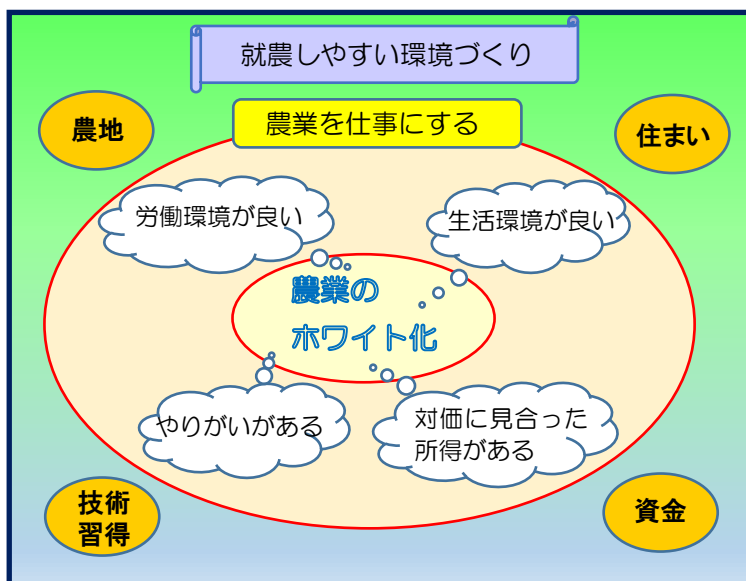 就農しやすい環境づくり
農業を仕事にする
農地
住まい
労働環境が良い
生活環境が良い
農業の
ホワイト化
やりがいがある
対価に見合った
所得がある
技術
習得
資金